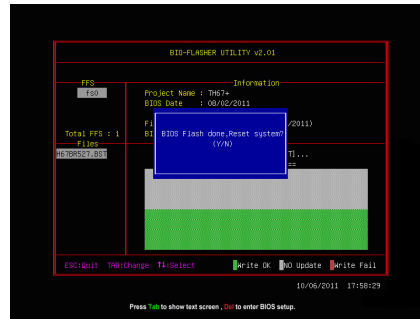 BIO-FLASHER UTILITY v2.01
FFS
Information
fs0
Project Name : TH67+
BIOS Date : 08/02/2011
Fi
/2011)
Total FFS : 1
BI
BIOS Flash done,Reset system?
(Y/N)
Files
H67BR527.BST
T]...
==
ESC:Quit TAB:Change ↑↓:Select
Write OK NO Update Write Fail
10/06/2011 17:58:29
Press Tab to show text screen , Del to enter BIOS setup.